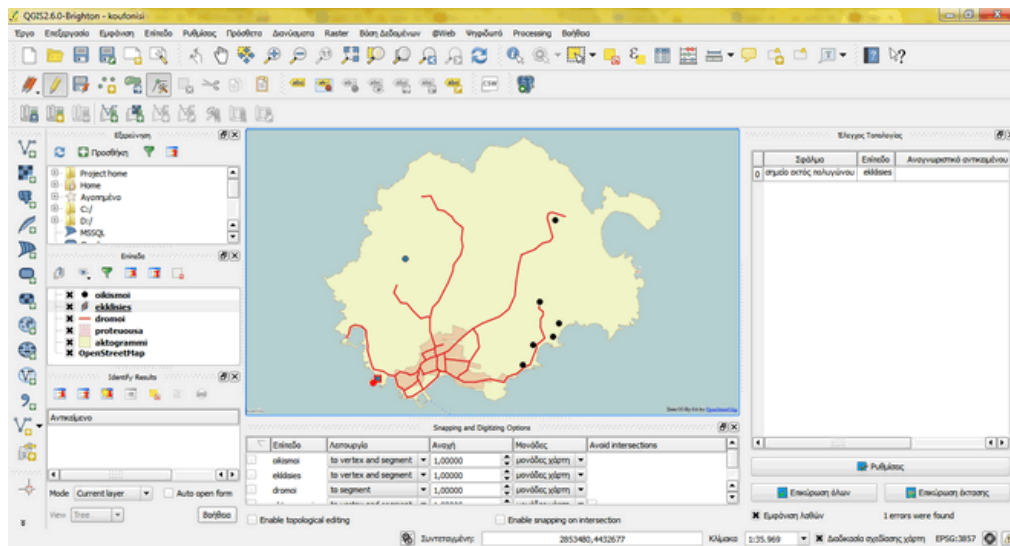 QGIS2.6.0-Brighton - koufonisi
Έργο Επεξεργασία Εμφάνιση Επίπεδο Ρυθμίσεις Πρόσθετα Διανύσματα Raster Βάση Δεδομένων @Web Ψηφιδωτό Processing Βοήθεια
CSW
Εξερεύνηση
Προσθήκη
Project home
Home
Αγαπημένα
C:/
D:/
MSSQL
Επίπεδα
oikismoi
ekklisies
dromoi
proteuousa
aktogrammi
OpenStreetMap
Identify Results
Αντικείμενο
Mode Current layer Auto open form
View Tree Βοήθεια
Snapping and Digitizing Options
Επίπεδο Λειτουργία Ανοχή Μονάδες Avoid intersections
oikismoi to vertex and segment 1,00000 μονάδες χάρτη
ekklisies to vertex and segment 1,00000 μονάδες χάρτη
dromoi to segment 1,00000 μονάδες χάρτη
Enable topological editing Enable snapping on intersection
Έλεγχος Τοπολογίας
Σφάλμα Επίπεδο Αναγνωριστικό αντικειμένου
0 σημείο εκτός πολυγώνου ekklisies
Ρυθμίσεις
Επικύρωση όλων Επικύρωση έκτασης
Εμφάνιση λαθών 1 errors were found
Συντεταγμένη: 2853480,4432677 Κλίμακα 1:35.969 Διαδικασία σχεδίασης χάρτη EPSG:3857